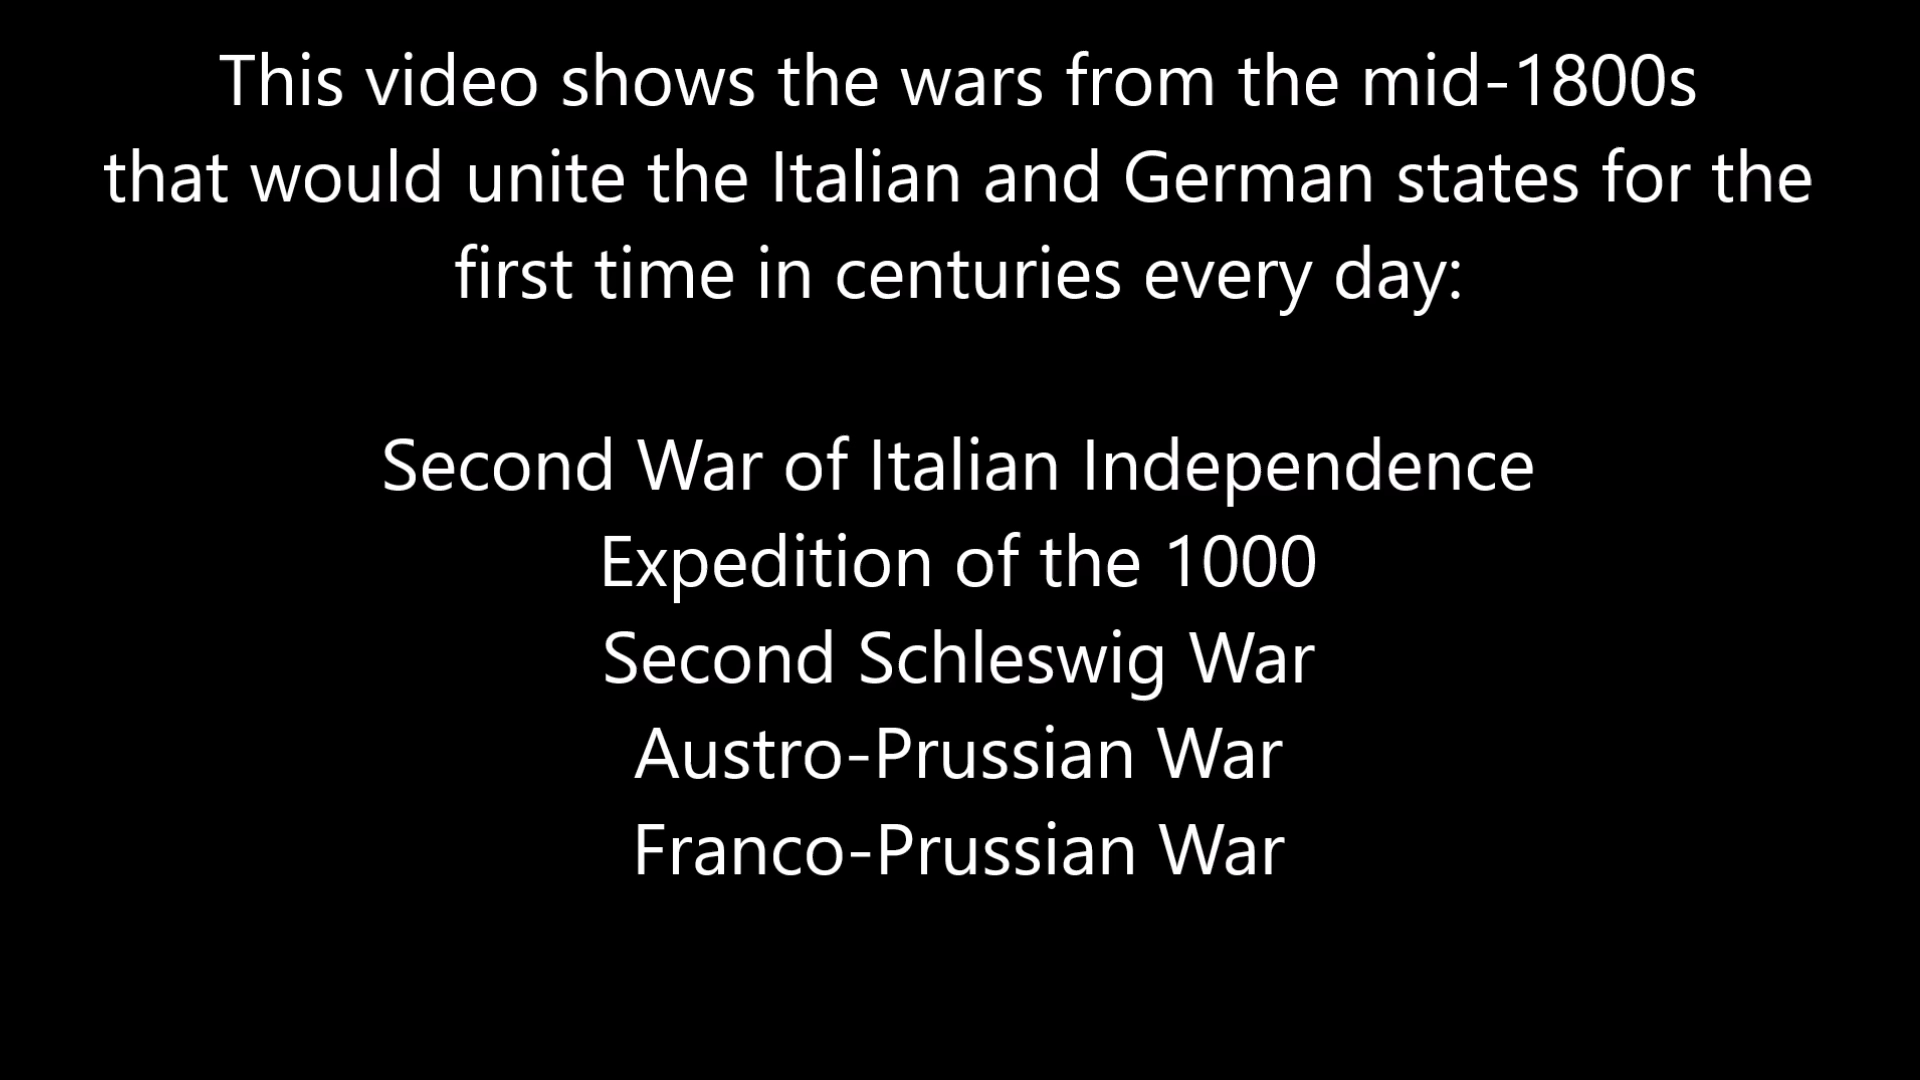 This video shows the wars from the mid-1800s
that would unite the Italian and German states for the
first time in centuries every day:
Second War of Italian Independence
Expedition of the 1000
Second Schleswig War
Austro-Prussian War
Franco-Prussian War